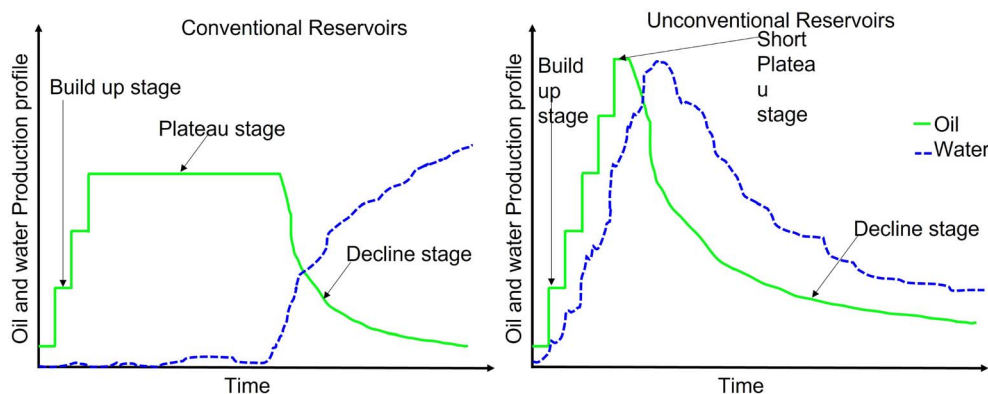 Conventional Reservoirs
Oil and water Production profile
Build up stage
Plateau stage
Decline stage
Time
Unconventional Reservoirs
Oil and water Production profile
Build
up
stage
Short
Platea
u
stage
Oil
Water
Decline stage
Time